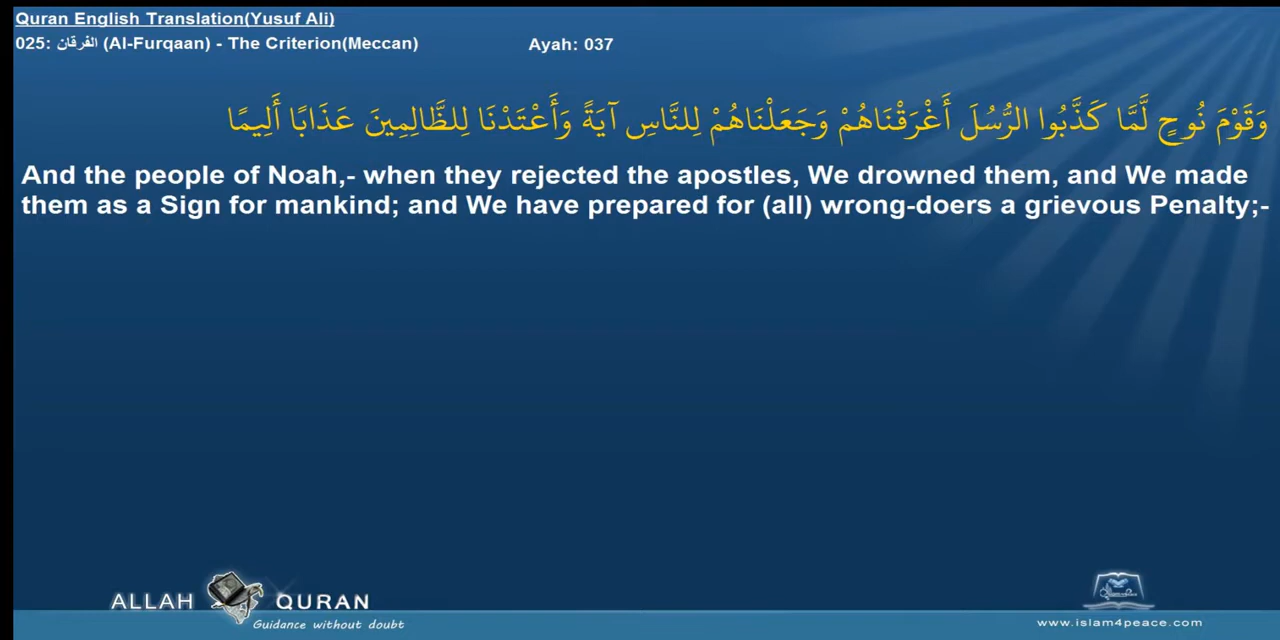 Quran English Translation(Yusuf Ali)
025: الفرقان (Al-Furqaan) - The Criterion(Meccan) Ayah: 037
وَقَوْمَ نُوحٍ لَّمَّا كَذَّبُوا الرُّسُلَ أَغْرَقْنَاهُمْ وَجَعَلْنَاهُمْ لِلنَّاسِ آيَةً وَأَعْتَدْنَا لِلظَّالِمِينَ عَذَابًا أَلِيمًا
And the people of Noah,- when they rejected the apostles, We drowned them, and We made
them as a Sign for mankind; and We have prepared for (all) wrong-doers a grievous Penalty;-
ALLAH QURAN
Guidance without doubt
www.islam4peace.com